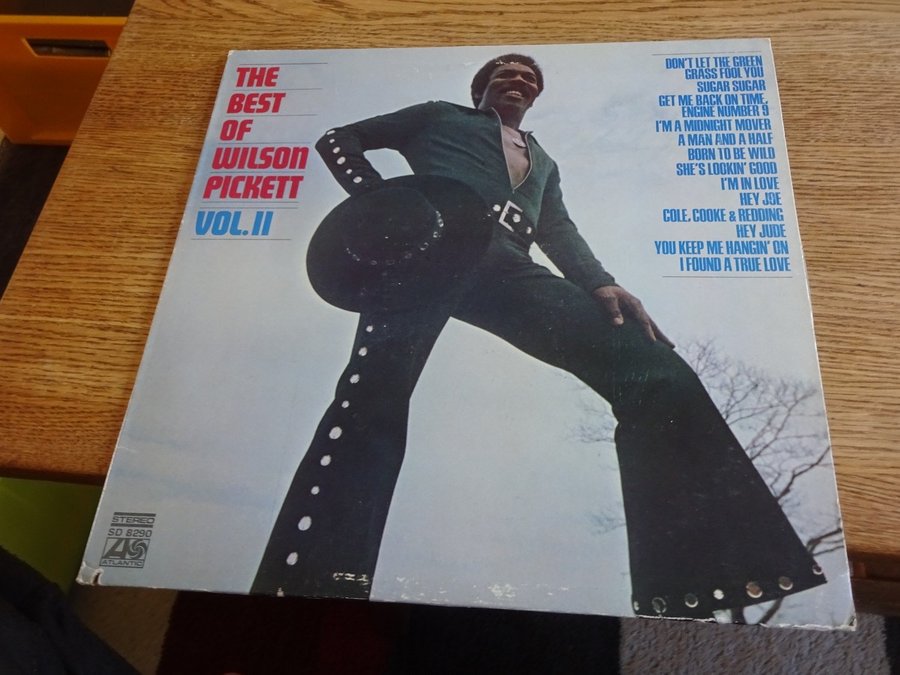 THE
BEST
OF
WILSON
PICKETT
VOL. II
DON'T LET THE GREEN
GRASS FOOL YOU
SUGAR SUGAR
GET ME BACK ON TIME,
ENGINE NUMBER 9
I'M A MIDNIGHT MOVER
A MAN AND A HALF
BORN TO BE WILD
SHE'S LOOKIN' GOOD
I'M IN LOVE
HEY JOE
COLE, COOKE & REDDING
HEY JUDE
YOU KEEP ME HANGIN' ON
I FOUND A TRUE LOVE
STEREO
SD 8290
ATLANTIC